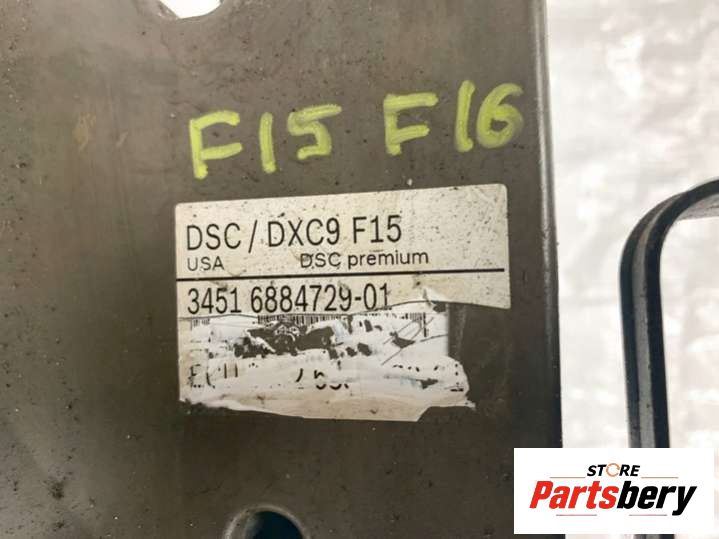 F15 F16
DSC / DXC9 F15
USA DSC premium
3451 6884729-01
STORE
Partsbery